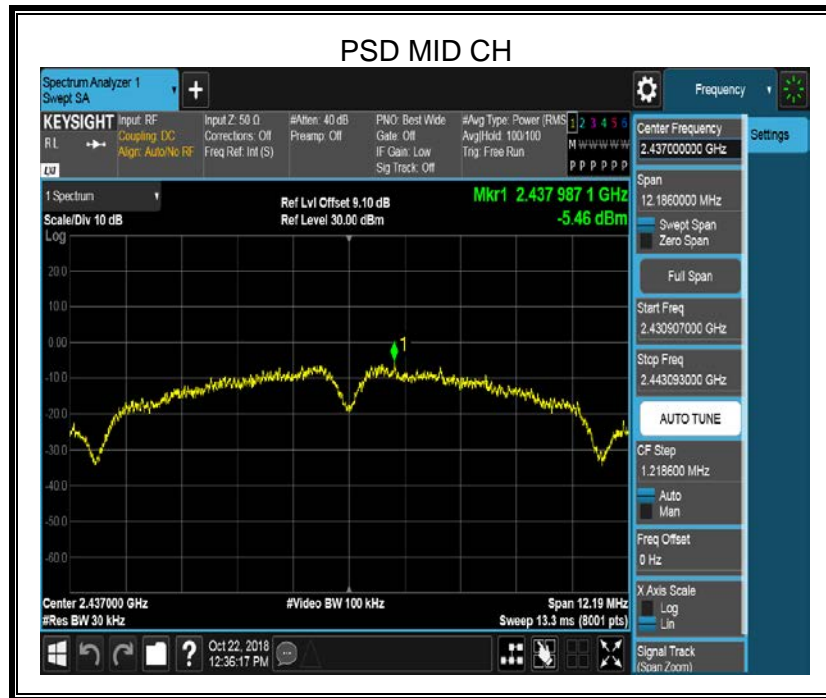 PSD MID CH
Spectrum Analyzer 1
Swept SA
+
Frequency
KEYSIGHT
RL
Input: RF
Coupling: DC
Align: Auto/No RF
Input Z: 50 Ω
Corrections: Off
Freq Ref: Int (S)
#Atten: 40 dB
Preamp: Off
PNO: Best Wide
Gate: Off
IF Gain: Low
Sig Track: Off
#Avg Type: Power (RMS
Avg|Hold: 100/100
Trig: Free Run
1 2 3 4 5 6
M W W W W W
P P P P P P
1 Spectrum
Scale/Div 10 dB
Log
Ref Lvl Offset 9.10 dB
Ref Level 30.00 dBm
Mkr1 2.437 987 1 GHz
-5.46 dBm
20.0
10.0
0.00
-10.0
-20.0
-30.0
-40.0
-50.0
-60.0
1
Center 2.437000 GHz
#Res BW 30 kHz
#Video BW 100 kHz
Span 12.19 MHz
Sweep 13.3 ms (8001 pts)
Center Frequency
2.437000000 GHz
Settings
Span
12.1860000 MHz
Swept Span
Zero Span
Full Span
Start Freq
2.430907000 GHz
Stop Freq
2.443093000 GHz
AUTO TUNE
CF Step
1.218600 MHz
Auto
Man
Freq Offset
0 Hz
X Axis Scale
Log
Lin
Signal Track
(Span Zoom)
?
Oct 22, 2018
12:36:17 PM